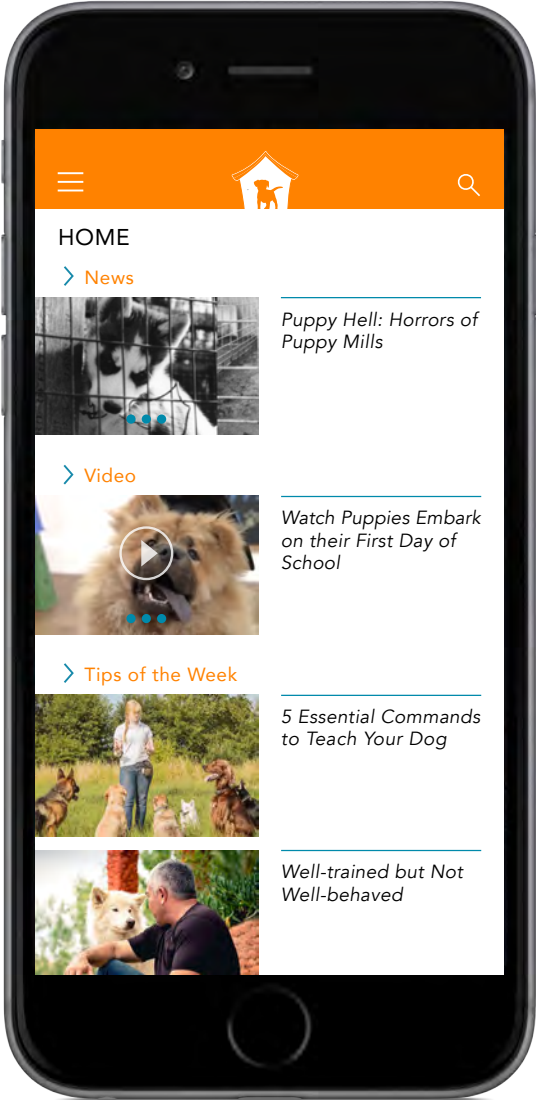 HOME
News
Puppy Hell: Horrors of
Puppy Mills
Video
Watch Puppies Embark
on their First Day of
School
Tips of the Week
5 Essential Commands
to Teach Your Dog
Well-trained but Not
Well-behaved